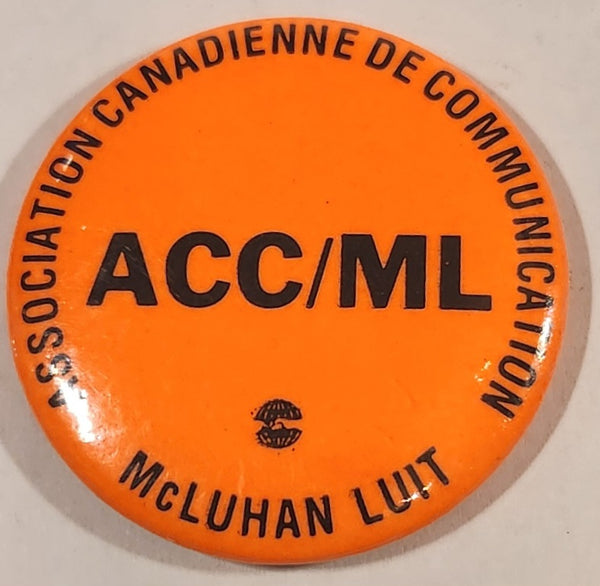 ASSOCIATION CANADIENNE DE COMMUNICATION
ACC/ML
McLUHAN LUIT